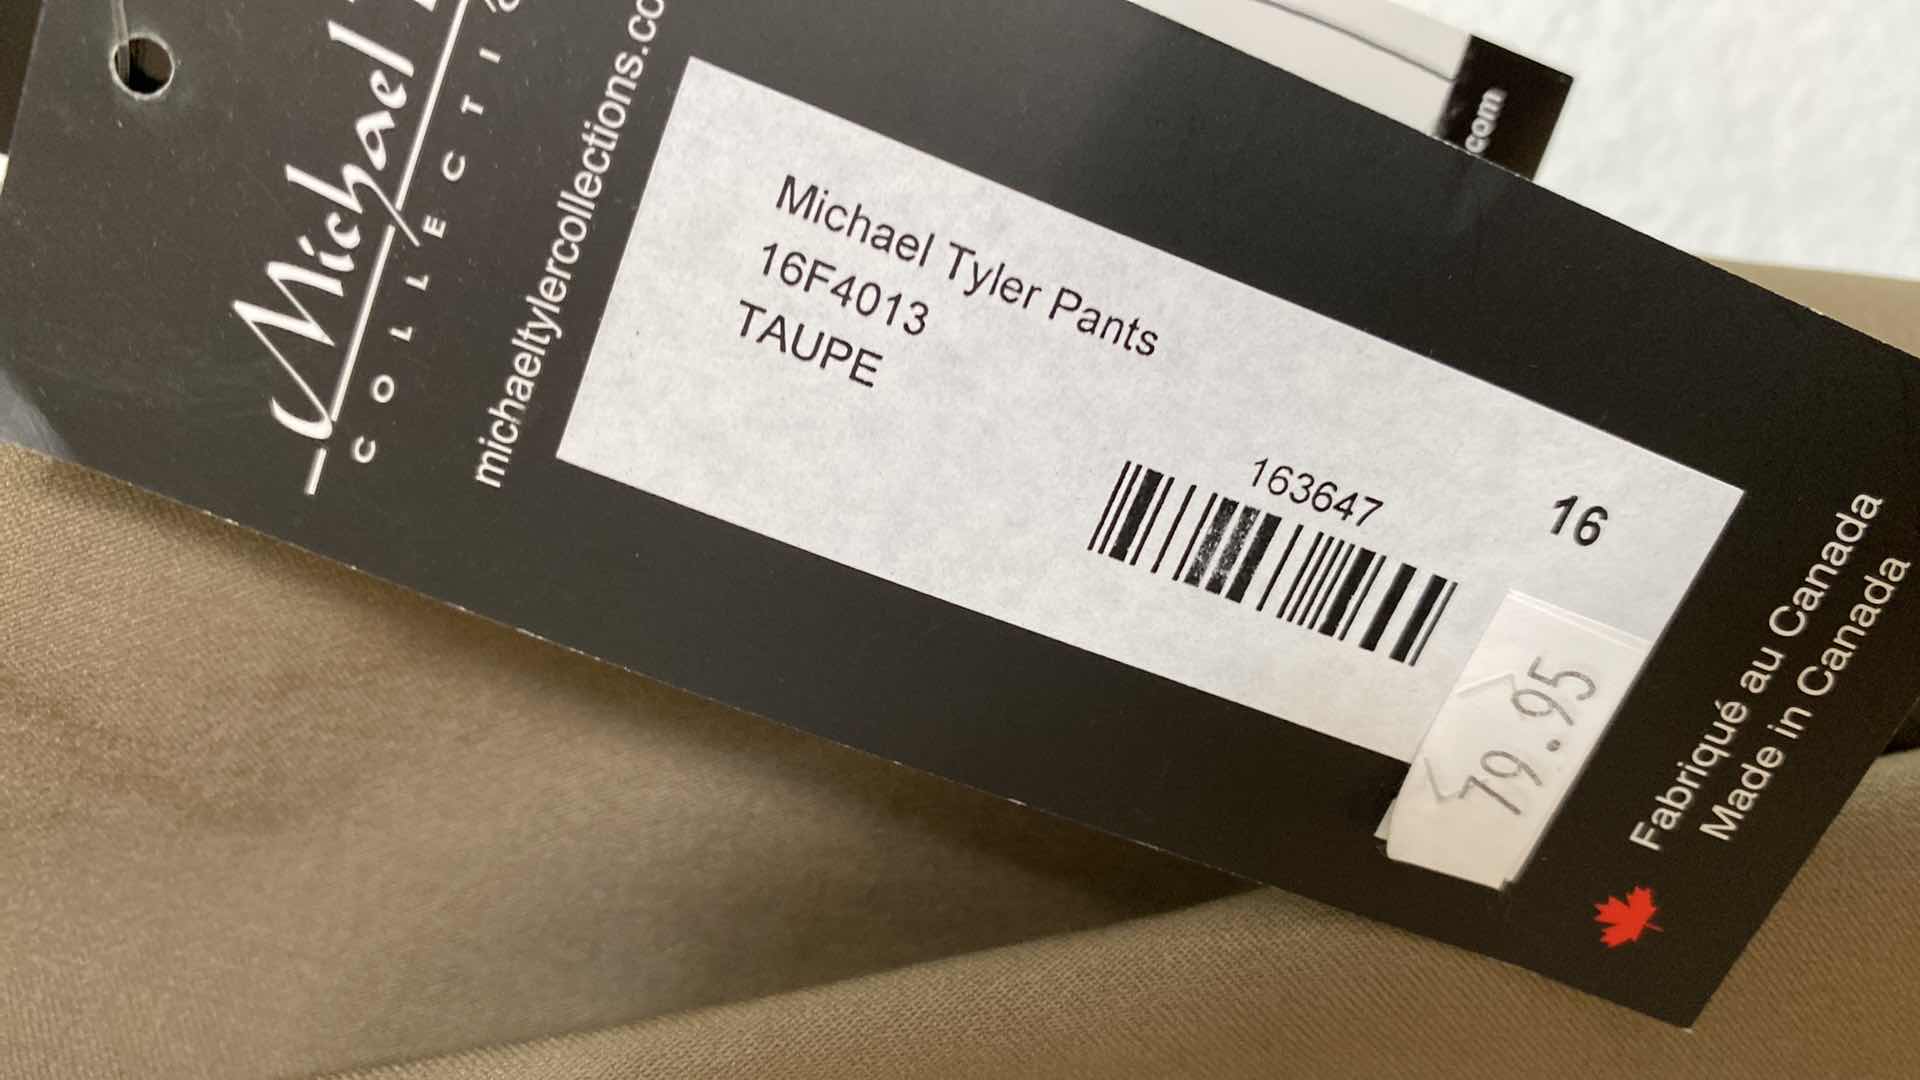 Michael
COLLECTI
michaeltylercollections.co
Michael Tyler Pants
16F4013
TAUPE
163647
16
79.95
Fabriqué au Canada
Made in Canada
com